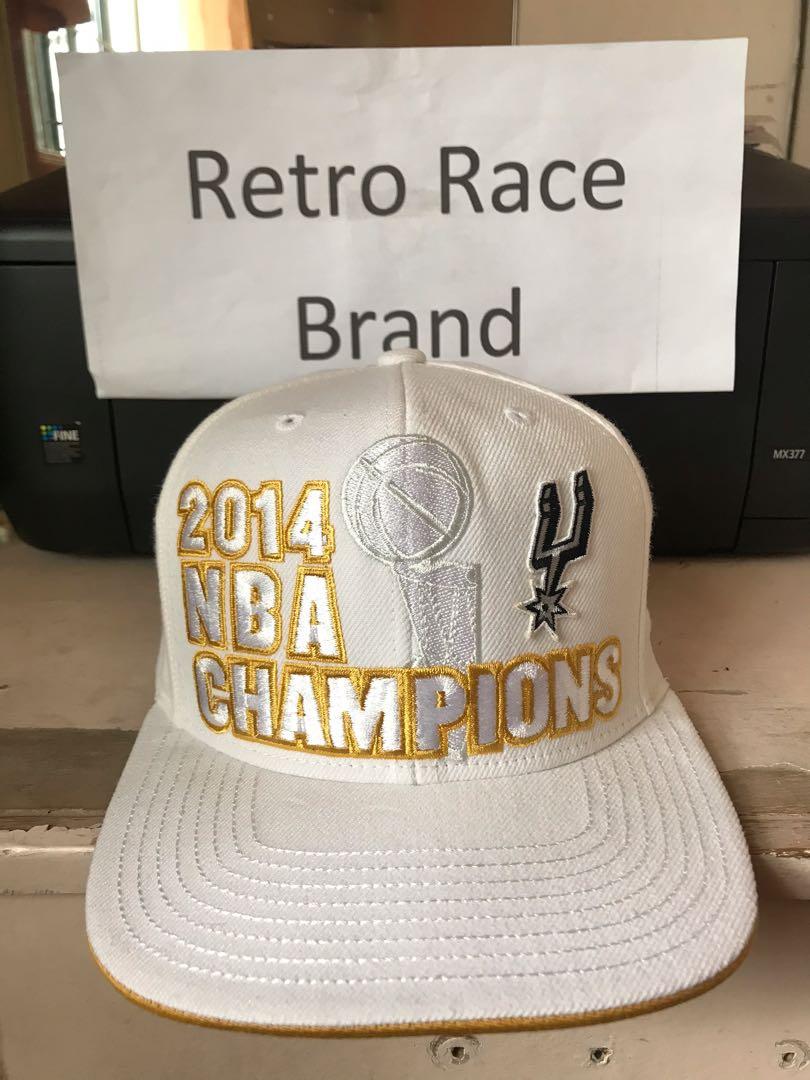 Retro Race
Brand
FINE
MX377
2014
NBA
CHAMPIONS